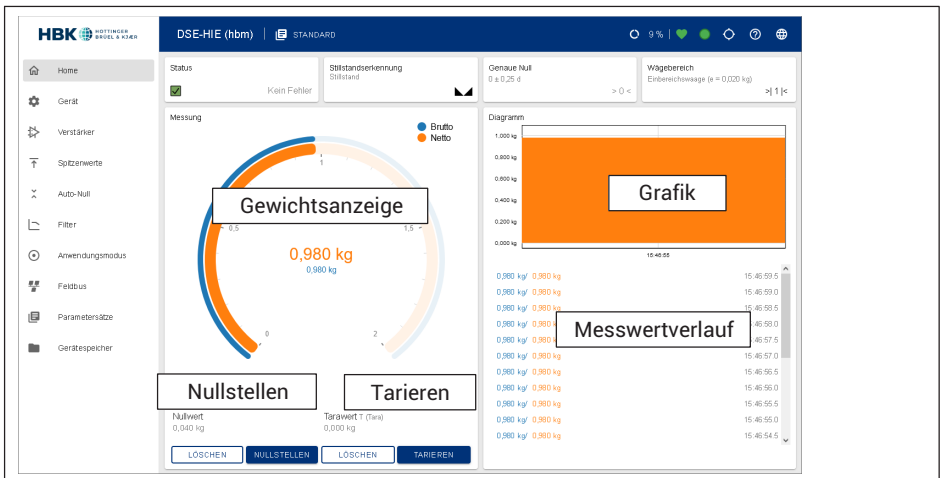 HBK HOTTINGER BRÜEL & KJÆR
DSE-HIE (hbm) | STANDARD
9 %
Home
Gerät
Verstärker
Spitzenwerte
Auto-Null
Filter
Anwendungsmodus
Feldbus
Parametersätze
Gerätespeicher
Status
Kein Fehler
Stillstandserkennung
Stillstand
Genaue Null
0 ± 0,25 d
> 0 <
Wägebereich
Einbereichswaage (e = 0,020 kg)
>| 1 |<
Messung
Brutto
Netto
1
Gewichtsanzeige
0,5
1,5
0,980 kg
0,980 kg
0
2
Nullstellen
Tarieren
Nullwert
0,040 kg
Tarawert T (Tara)
0,000 kg
LÖSCHEN
NULLSTELLEN
LÖSCHEN
TARIEREN
Diagramm
1,000 kg
0,800 kg
0,600 kg
0,400 kg
0,200 kg
0,000 kg
Grafik
15:46:55
0,980 kg/ 0,980 kg 15:46:59.5
0,980 kg/ 0,980 kg 15:46:59.0
0,980 kg/ 0,980 kg 15:46:58.5
0,980 kg/ 0,980 kg :46:58.0
Messwertverlauf
0,980 kg/ 0,980 :46:57.5
0,980 kg/ 0,980 kg 15:46:57.0
0,980 kg/ 0,980 kg 15:46:56.5
0,980 kg/ 0,980 kg 15:46:56.0
0,980 kg/ 0,980 kg 15:46:55.5
0,980 kg/ 0,980 kg 15:46:55.0
0,980 kg/ 0,980 kg 15:46:54.5